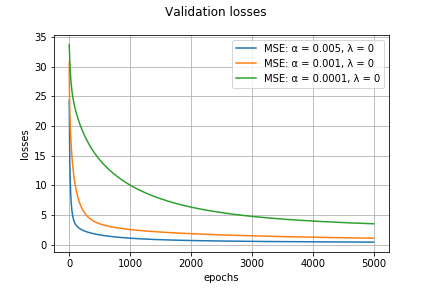 Validation losses
MSE: α = 0.005, λ = 0
MSE: α = 0.001, λ = 0
MSE: α = 0.0001, λ = 0
losses
35
30
25
20
15
10
5
0
0 1000 2000 3000 4000 5000
epochs